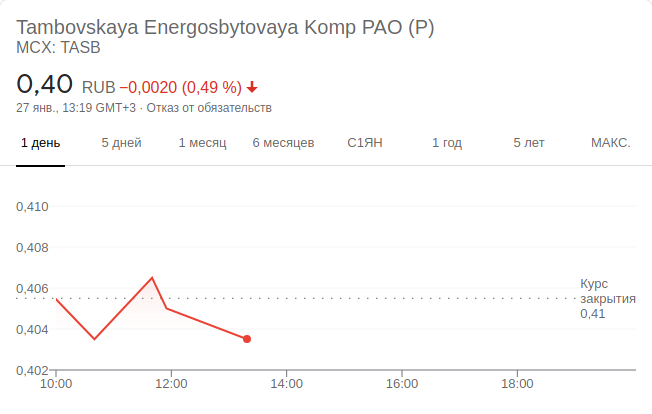 Tambovskaya Energosbytovaya Komp PAO (P)
MCX: TASB
0,40 RUB −0,0020 (0,49 %)
27 янв., 13:19 GMT+3 · Отказ от обязательств
1 день 5 дней 1 месяц 6 месяцев С1ЯН 1 год 5 лет МАКС.
0,410
0,408
0,406
0,404
0,402
Курс
закрытия
0,41
10:00 12:00 14:00 16:00 18:00